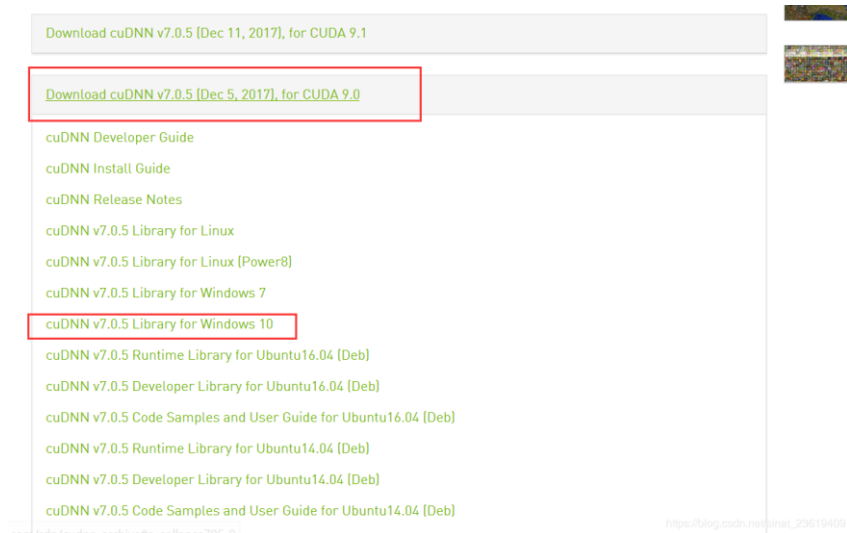 Download cuDNN v7.0.5 [Dec 11, 2017], for CUDA 9.1
Download cuDNN v7.0.5 [Dec 5, 2017], for CUDA 9.0
cuDNN Developer Guide
cuDNN Install Guide
cuDNN Release Notes
cuDNN v7.0.5 Library for Linux
cuDNN v7.0.5 Library for Linux [Power8]
cuDNN v7.0.5 Library for Windows 7
cuDNN v7.0.5 Library for Windows 10
cuDNN v7.0.5 Runtime Library for Ubuntu16.04 [Deb]
cuDNN v7.0.5 Developer Library for Ubuntu16.04 [Deb]
cuDNN v7.0.5 Code Samples and User Guide for Ubuntu16.04 [Deb]
cuDNN v7.0.5 Runtime Library for Ubuntu14.04 [Deb]
cuDNN v7.0.5 Developer Library for Ubuntu14.04 [Deb]
cuDNN v7.0.5 Code Samples and User Guide for Ubuntu14.04 [Deb]
https://blog.csdn.net/sinat_23619409